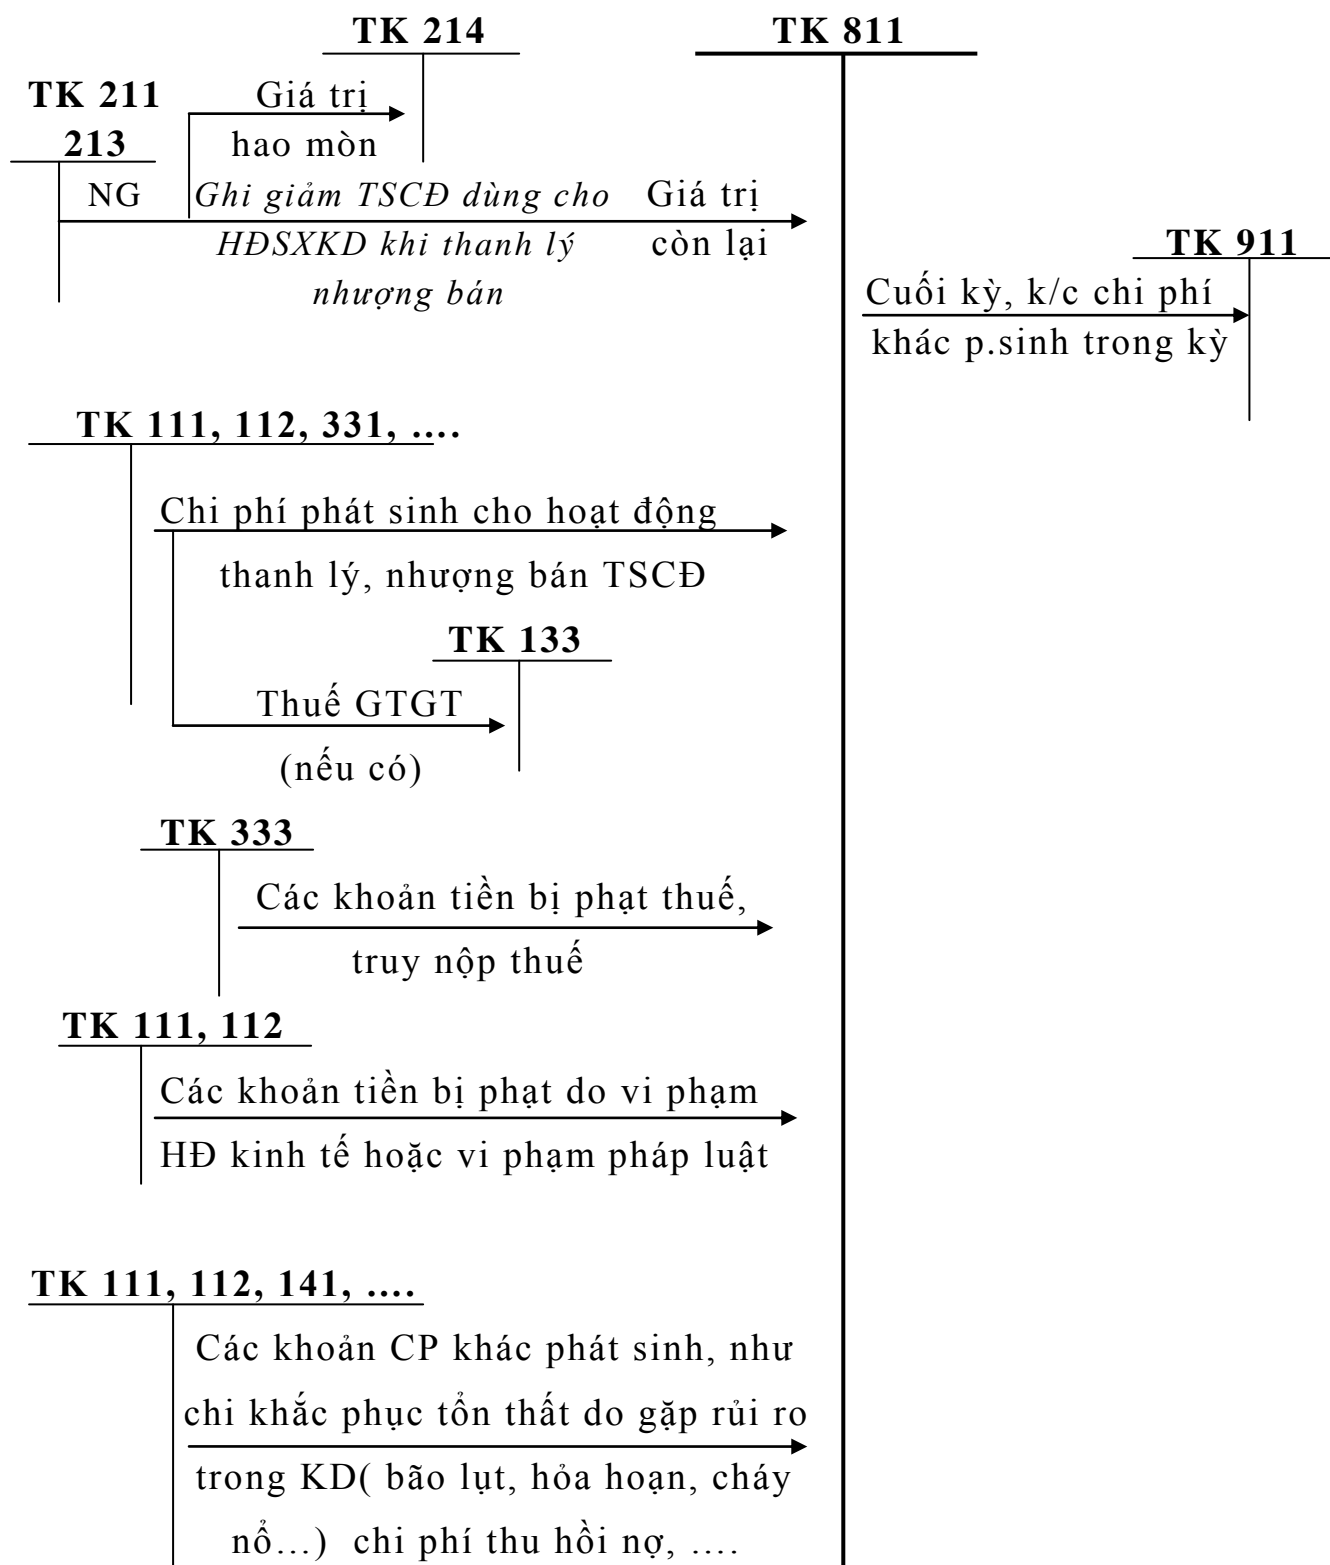 TK 214
TK 811
TK 211
213
Giá trị
hao mòn
NG
Ghi giảm TSCĐ dùng cho
HĐSXKD khi thanh lý
nhượng bán
Giá trị
còn lại
TK 911
Cuối kỳ, k/c chi phí
khác p.sinh trong kỳ
TK 111, 112, 331, ....
Chi phí phát sinh cho hoạt động
thanh lý, nhượng bán TSCĐ
TK 133
Thuế GTGT
(nếu có)
TK 333
Các khoản tiền bị phạt thuế,
truy nộp thuế
TK 111, 112
Các khoản tiền bị phạt do vi phạm
HĐ kinh tế hoặc vi phạm pháp luật
TK 111, 112, 141, ....
Các khoản CP khác phát sinh, như
chi khắc phục tổn thất do gặp rủi ro
trong KD( bão lụt, hỏa hoạn, cháy
nổ...) chi phí thu hồi nợ, ....